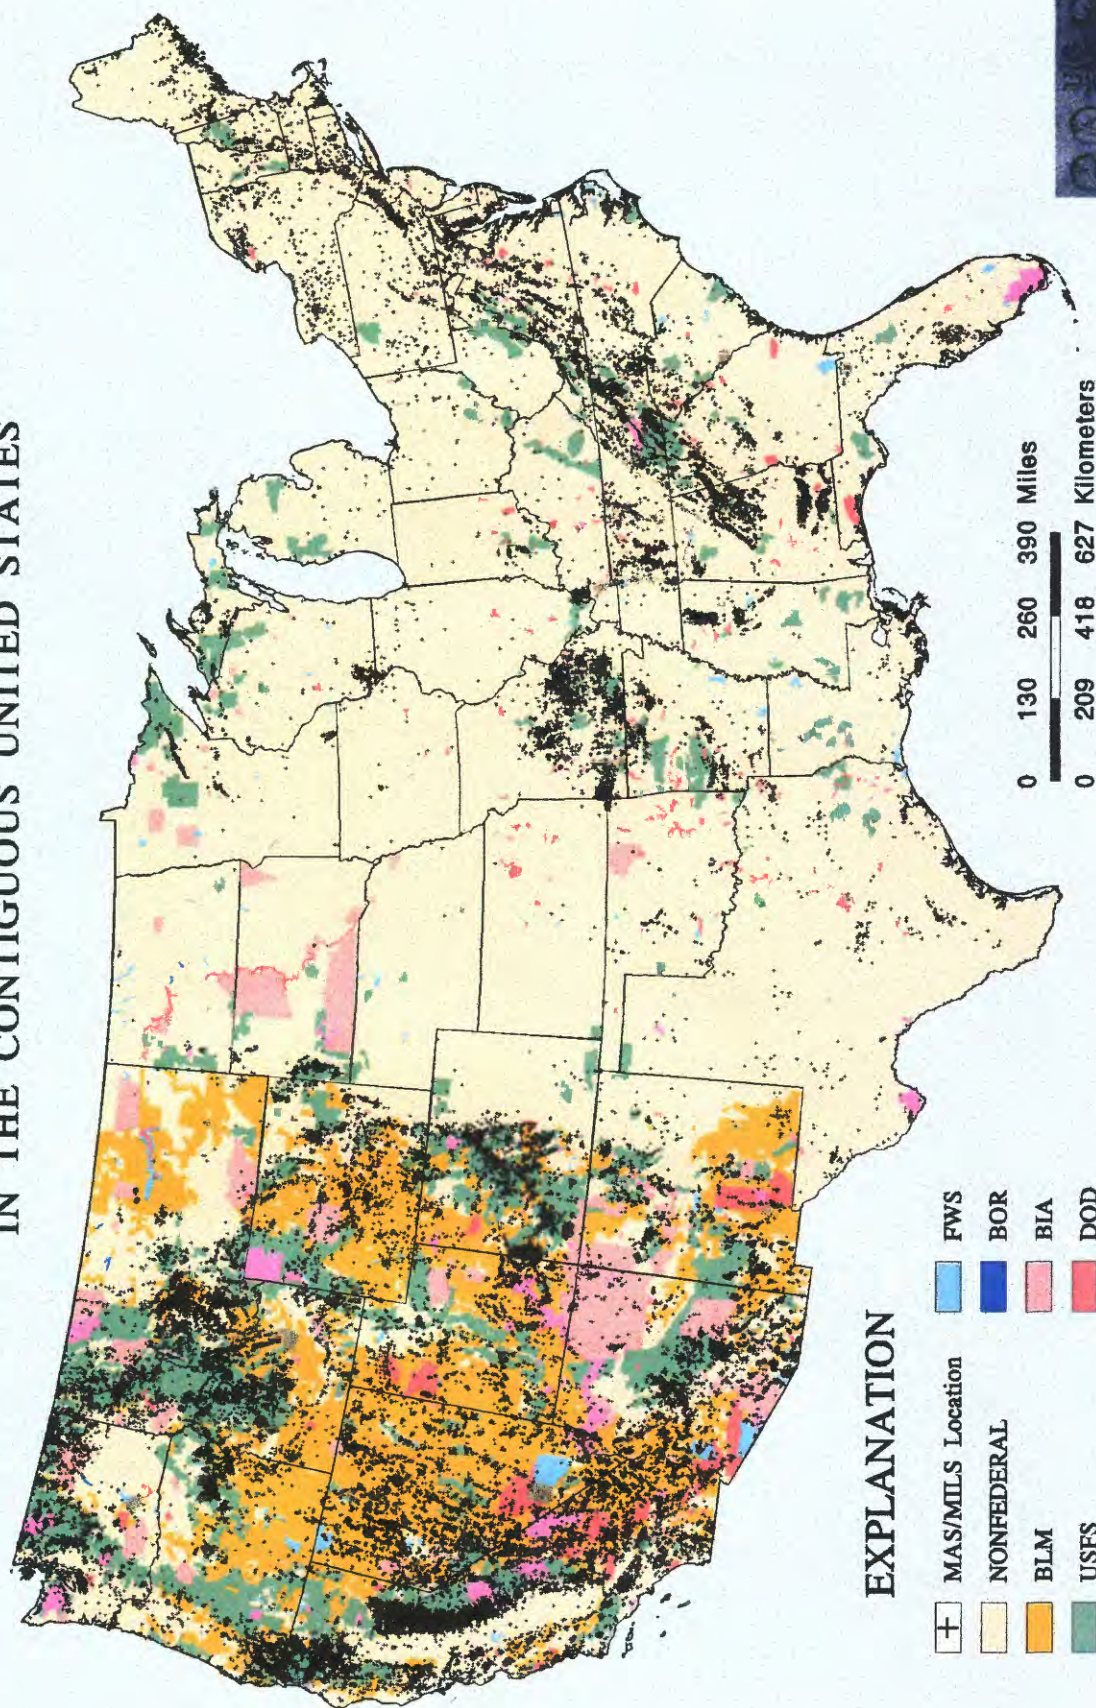 IN THE CONTIGUOUS UNITED STATES
0 130 260 390 Miles
0 209 418 627 Kilometers
EXPLANATION
MAS/MILS Location
NONFEDERAL
BLM
USFS
FWS
BOR
BIA
DOD